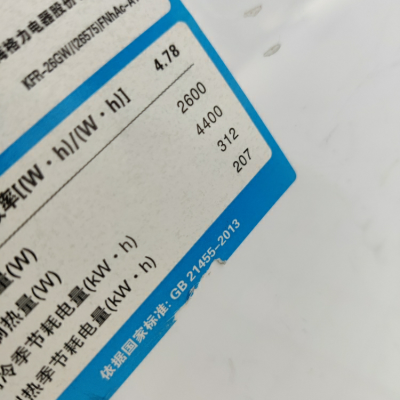 格力电器股份
KFR-26GW/(26575)FNhAc-A
率[(W·h)/(W·h)] 4.78
量(W) 2600
热量(W) 4400
冷季节耗电量(kW·h) 312
热季节耗电量(kW·h) 207
依据国家标准: GB 21455-2013